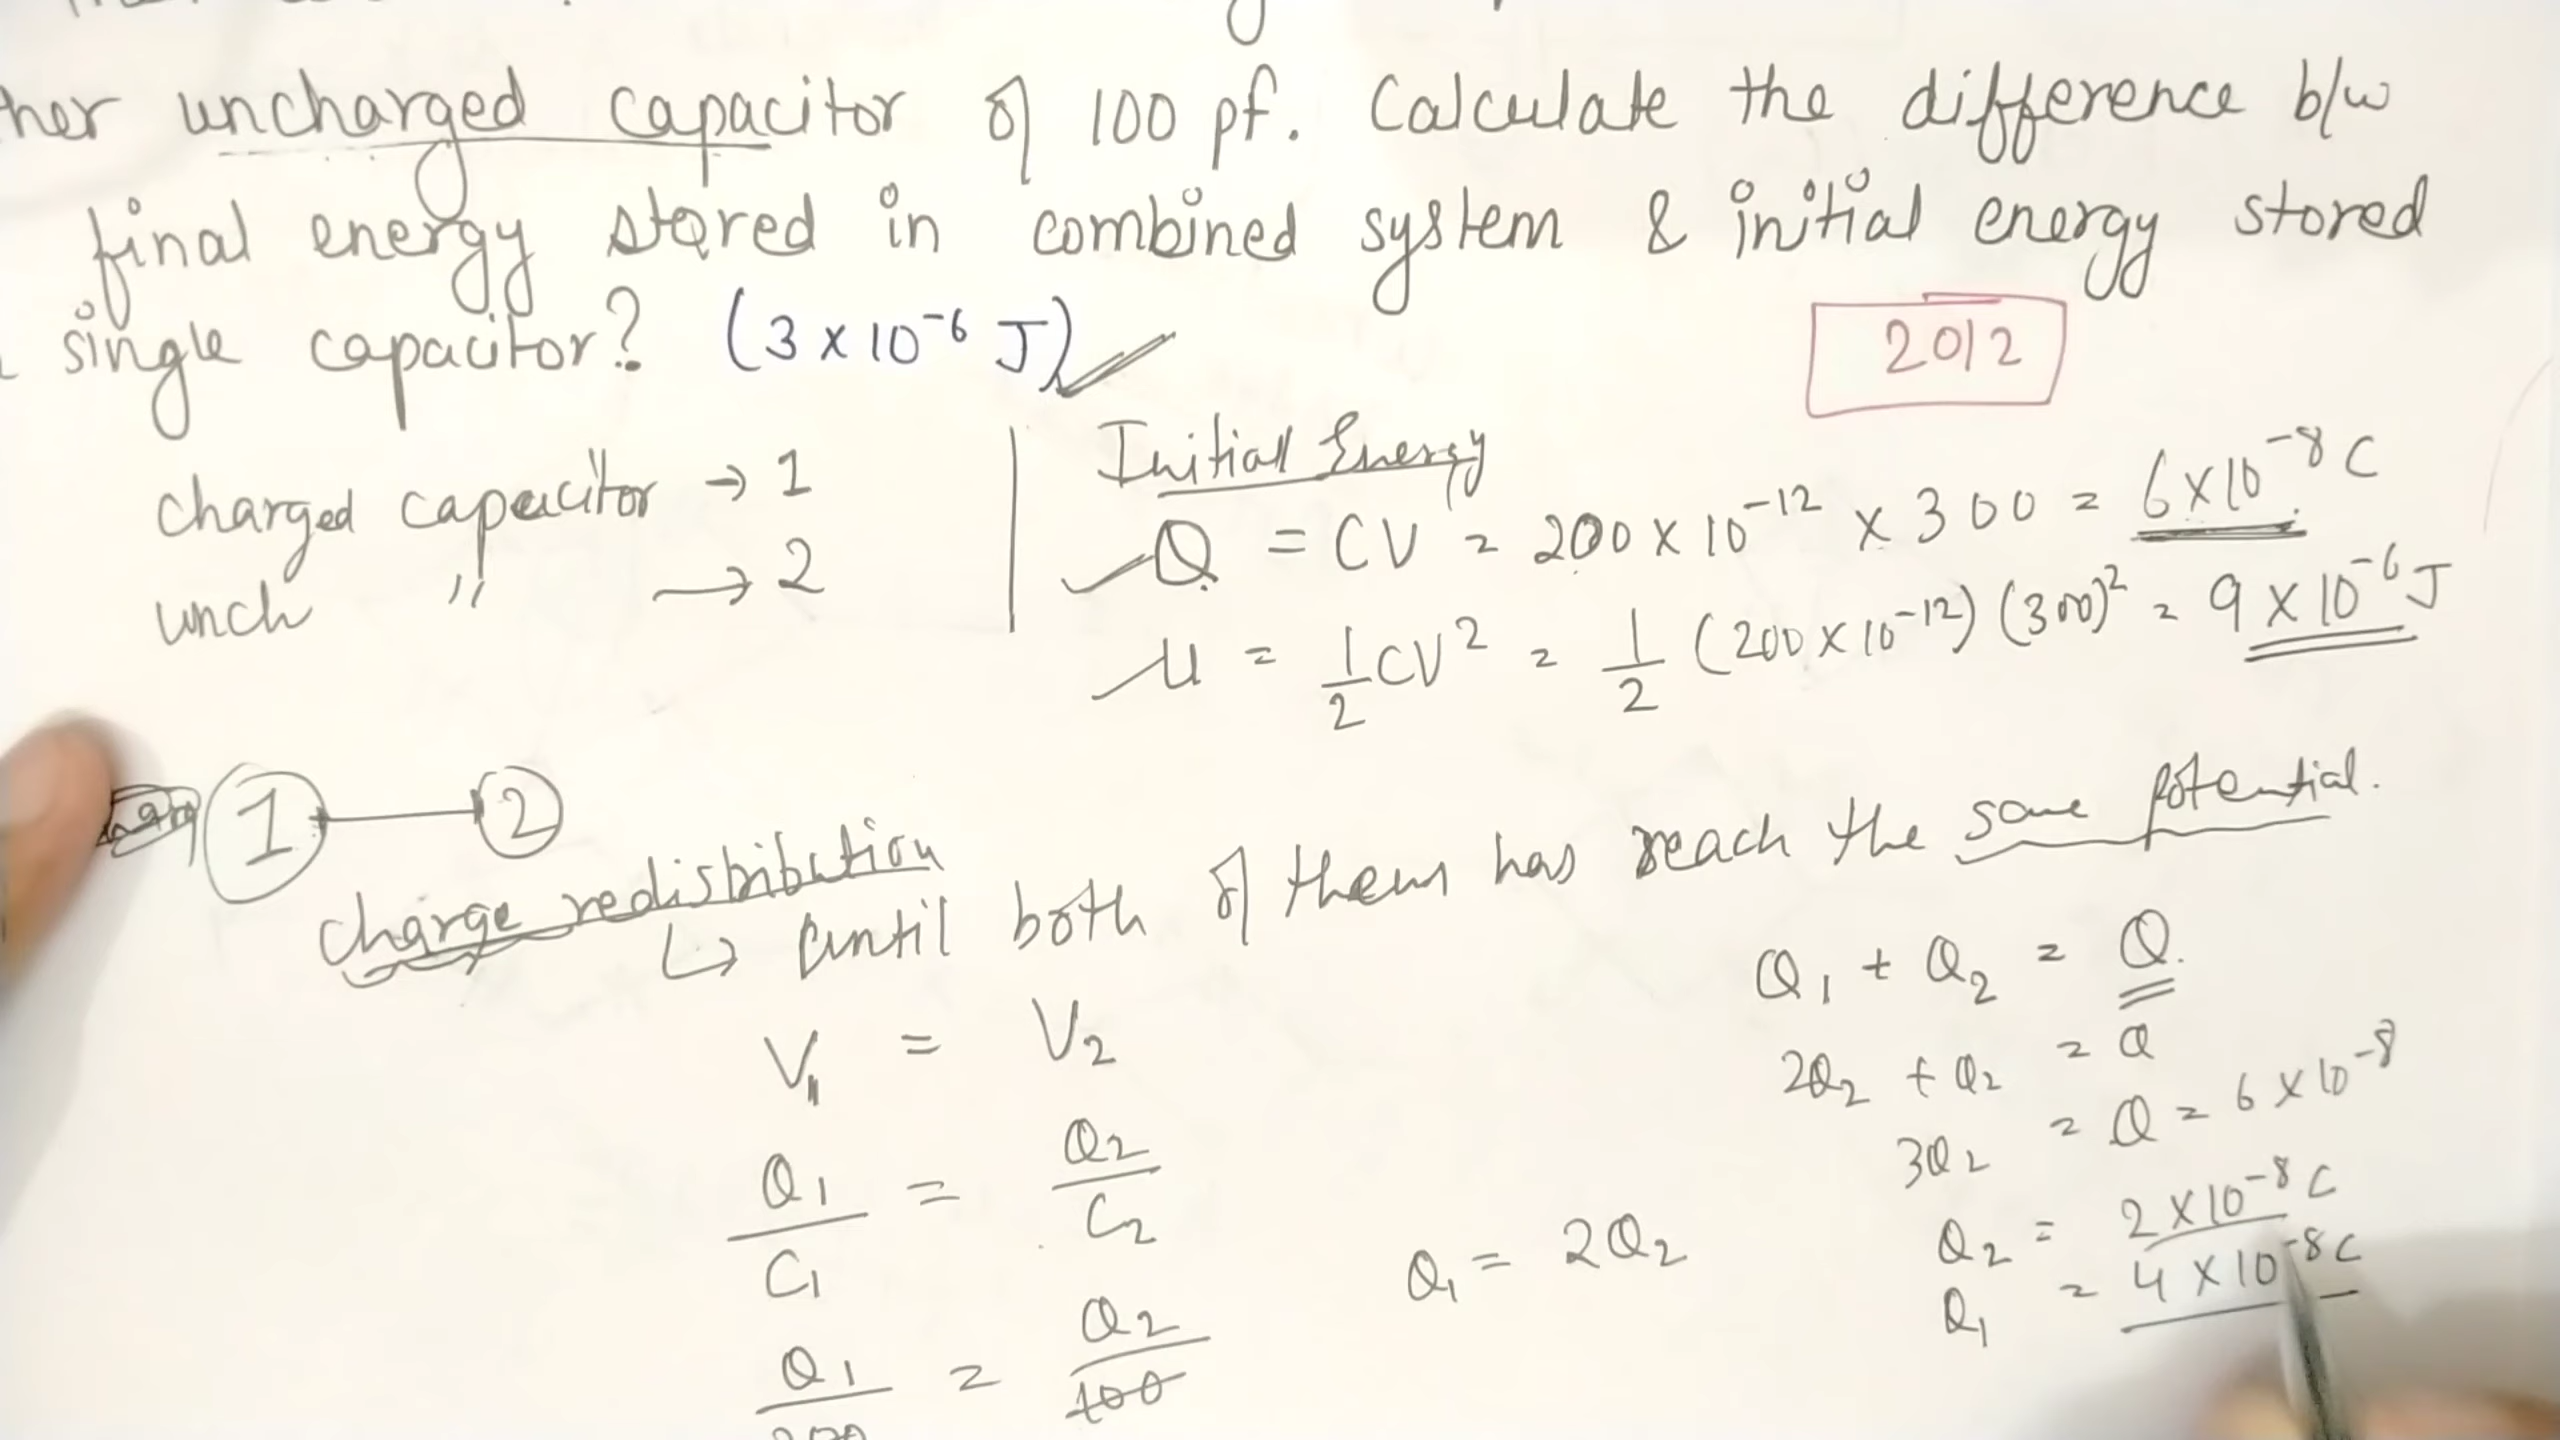 ther uncharged capacitor of 100 pf. Calculate the difference b/w
final energy stored in combined system & initial energy stored
single capacitor? (3 x 10⁻⁶ J)
2012
charged capacitor → 1
unch " → 2
Initial Energy
Q = CV = 200 x 10⁻¹² x 300 = 6x10⁻⁸ C
U = 1/2 CV² = 1/2 (200 x 10⁻¹²) (300)² = 9 x 10⁻⁶ J
1 2
charge redistribution
↳ until both of them has reach the same potential.
V₁ = V₂
Q₁/C₁ = Q₂/C₂
Q₁/200 = Q₂/100
Q₁ = 2Q₂
Q₁ + Q₂ = Q.
2Q₂ + Q₂ = Q
3Q₂ = Q = 6 x 10⁻⁸
Q₂ = 2 x 10⁻⁸ C
Q₁ = 4 x 10⁻⁸ C